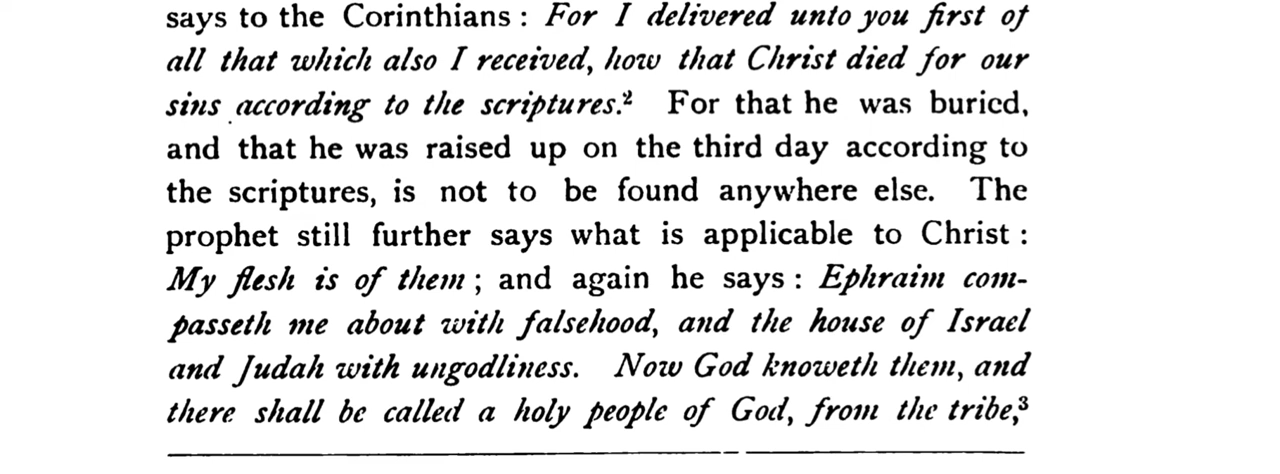 says to the Corinthians : For I delivered unto you first of
all that which also I received, how that Christ died for our
sins according to the scriptures.² For that he was buried,
and that he was raised up on the third day according to
the scriptures, is not to be found anywhere else. The
prophet still further says what is applicable to Christ :
My flesh is of them ; and again he says : Ephraim com-
passeth me about with falsehood, and the house of Israel
and Judah with ungodliness. Now God knoweth them, and
there shall be called a holy people of God, from the tribe,³